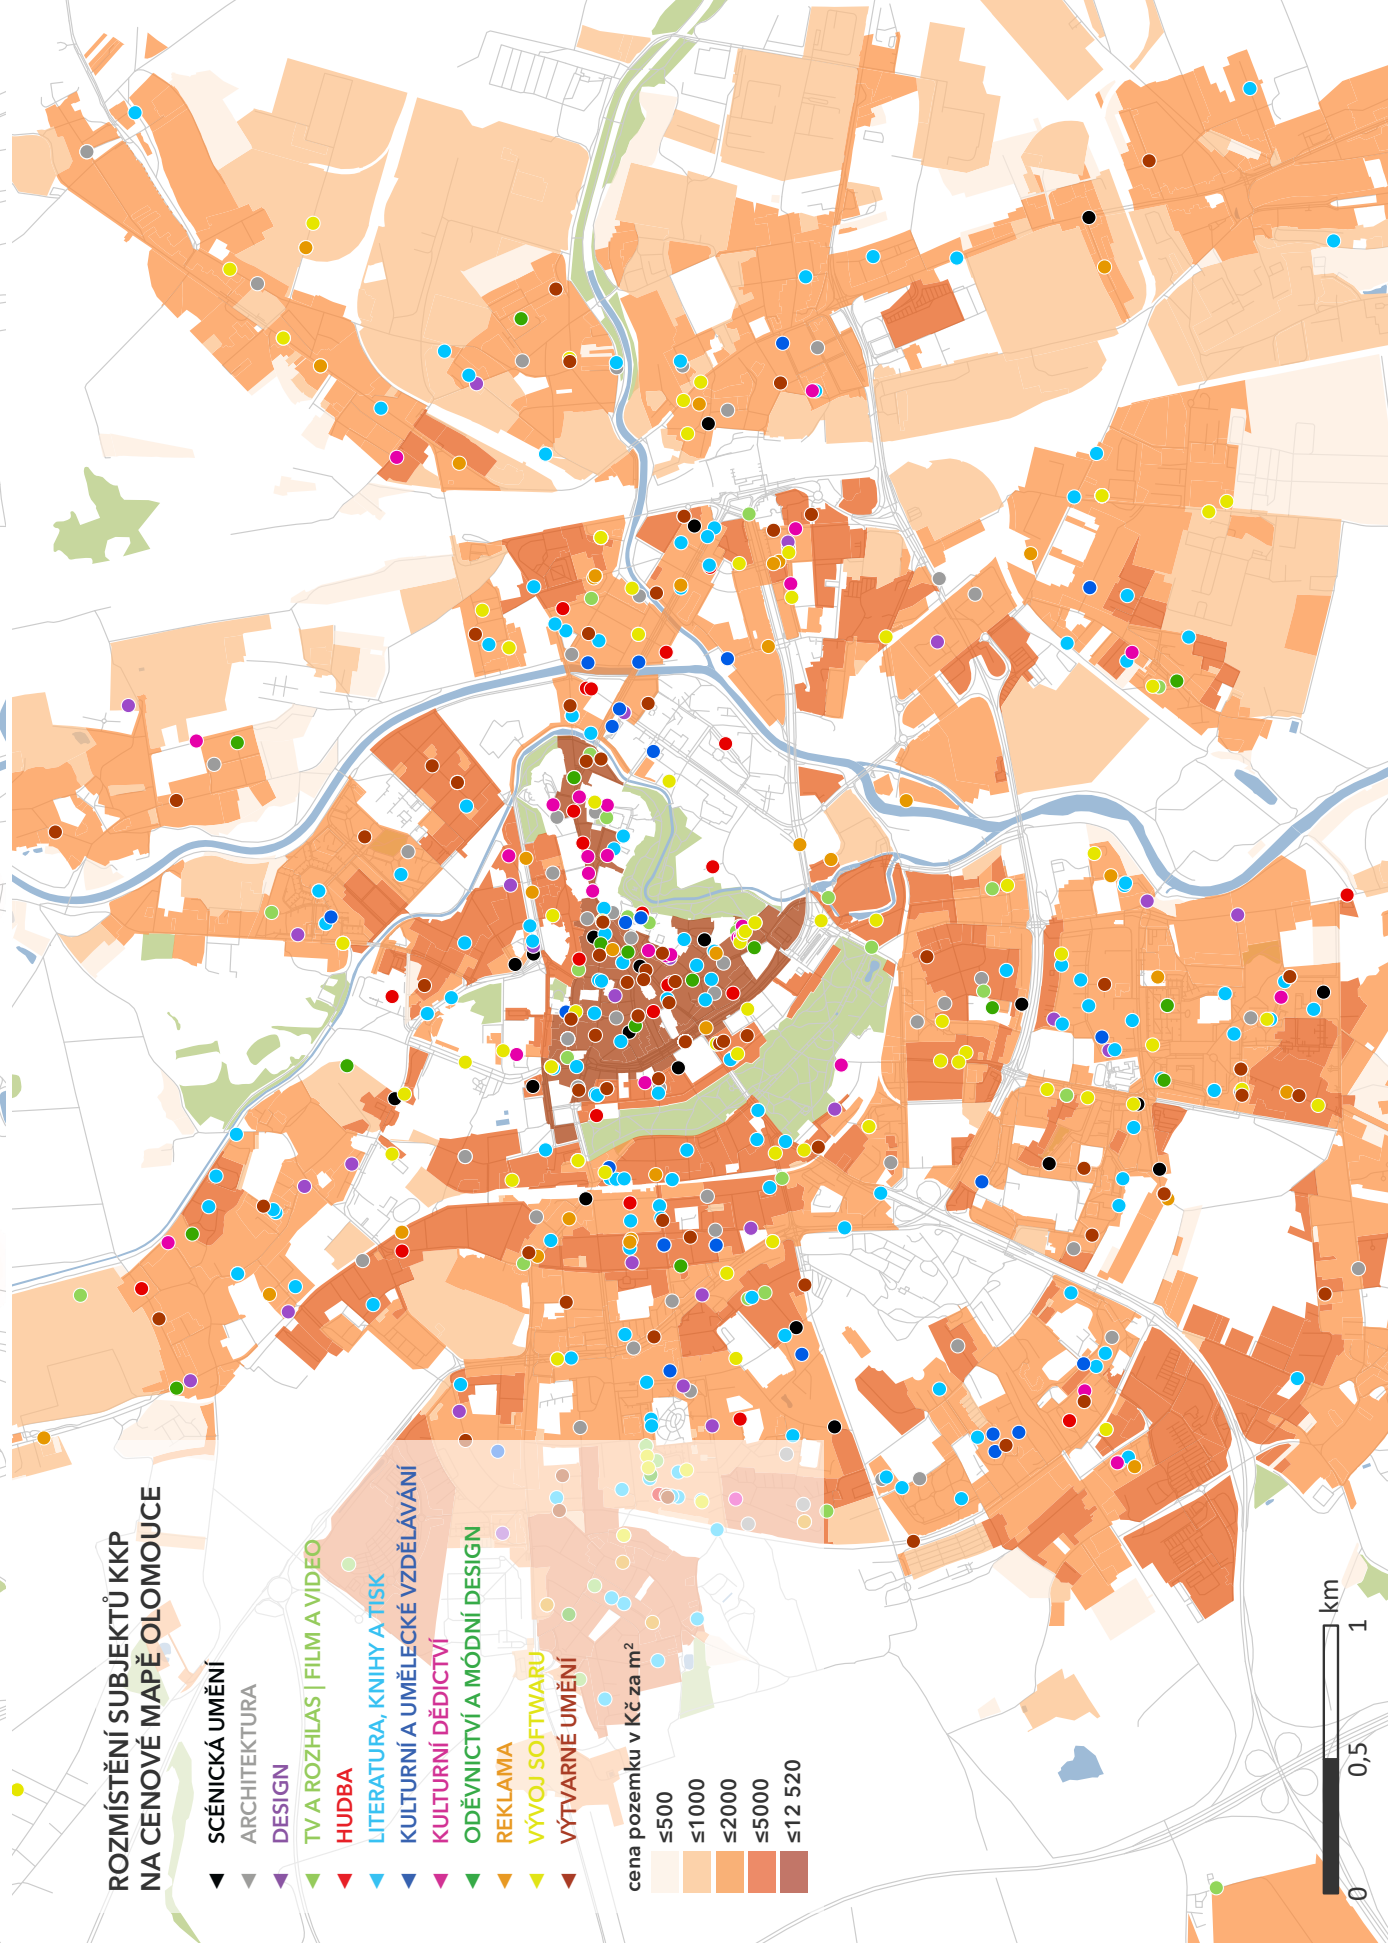 ROZMÍSTĚNÍ SUBJEKTŮ KKP
NA CENOVÉ MAPĚ OLOMOUCE
SCÉNICKÁ UMĚNÍ
ARCHITEKTURA
DESIGN
TV A ROZHLAS | FILM A VIDEO
HUDBA
LITERATURA, KNIHY A TISK
KULTURNÍ A UMĚLECKÉ VZDĚLÁVÁNÍ
KULTURNÍ DĚDICTVÍ
ODĚVNICTVÍ A MÓDNÍ DESIGN
REKLAMA
VÝVOJ SOFTWARU
VÝTVARNÉ UMĚNÍ
cena pozemku v Kč za m²
≤500
≤1000
≤2000
≤5000
≤12 520
0 0,5 1 km